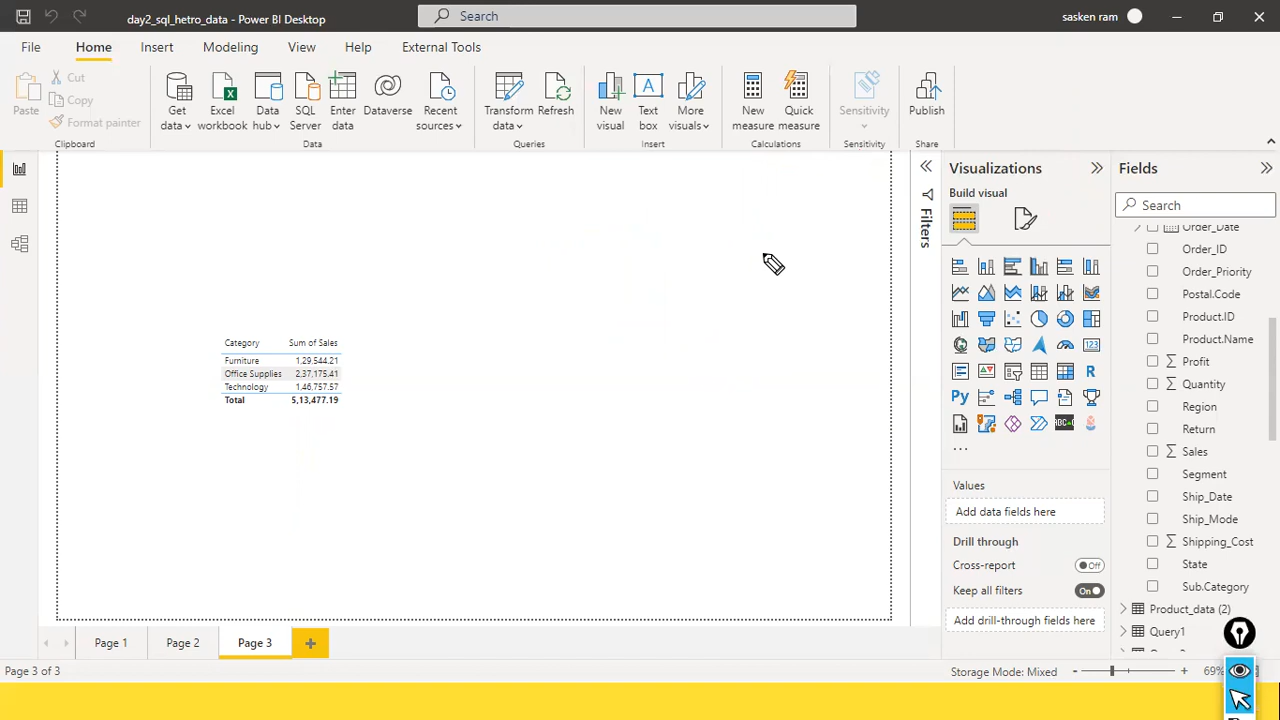 day2_sql_hetro_data - Power BI Desktop
Search
sasken ram
File Home Insert Modeling View Help External Tools
Paste
Cut
Copy
Format painter
Clipboard
Get data
Excel workbook
Data hub
SQL Server
Enter data
Dataverse
Recent sources
Data
Transform data
Refresh
Queries
New visual
Text box
More visuals
Insert
New measure
Quick measure
Calculations
Sensitivity
Sensitivity
Publish
Share
Category Sum of Sales
Furniture 1,29,544.21
Office Supplies 2,37,175.41
Technology 1,46,757.57
Total 5,13,477.19
Filters
Visualizations
Build visual
123
R
Py
ABC
Values
Add data fields here
Drill through
Cross-report Off
Keep all filters On
Add drill-through fields here
Fields
Search
Order_Date
Order_ID
Order_Priority
Postal.Code
Product.ID
Product.Name
Profit
Quantity
Region
Return
Sales
Segment
Ship_Date
Ship_Mode
Shipping_Cost
State
Sub.Category
Product_data (2)
Query1
Page 1 Page 2 Page 3
Page 3 of 3
Storage Mode: Mixed
69%